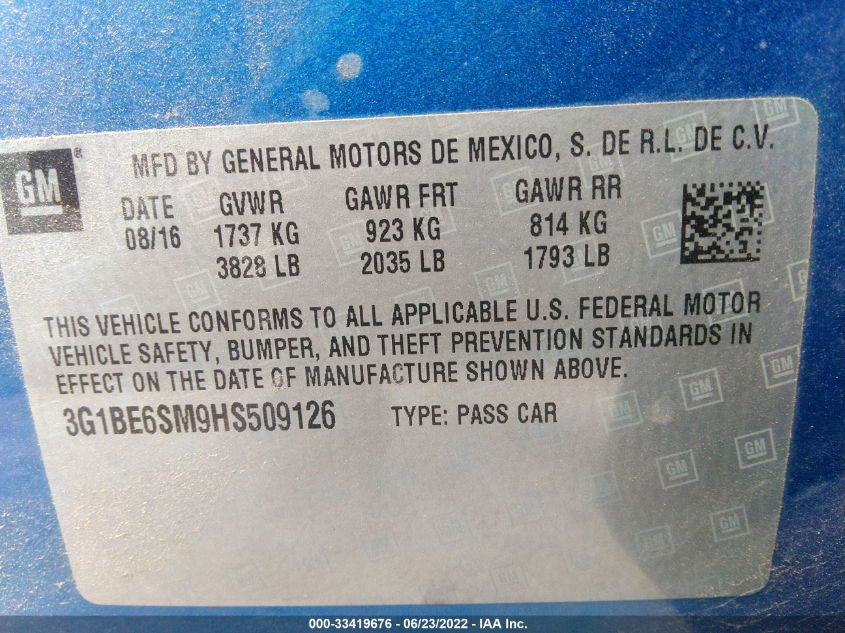 GM ®
MFD BY GENERAL MOTORS DE MEXICO, S. DE R.L. DE C.V.
DATE GVWR GAWR FRT GAWR RR
08/16 1737 KG 923 KG 814 KG
3828 LB 2035 LB 1793 LB
THIS VEHICLE CONFORMS TO ALL APPLICABLE U.S. FEDERAL MOTOR
VEHICLE SAFETY, BUMPER, AND THEFT PREVENTION STANDARDS IN
EFFECT ON THE DATE OF MANUFACTURE SHOWN ABOVE.
3G1BE6SM9HS509126 TYPE: PASS CAR
000-33419676 - 06/23/2022 - IAA Inc.